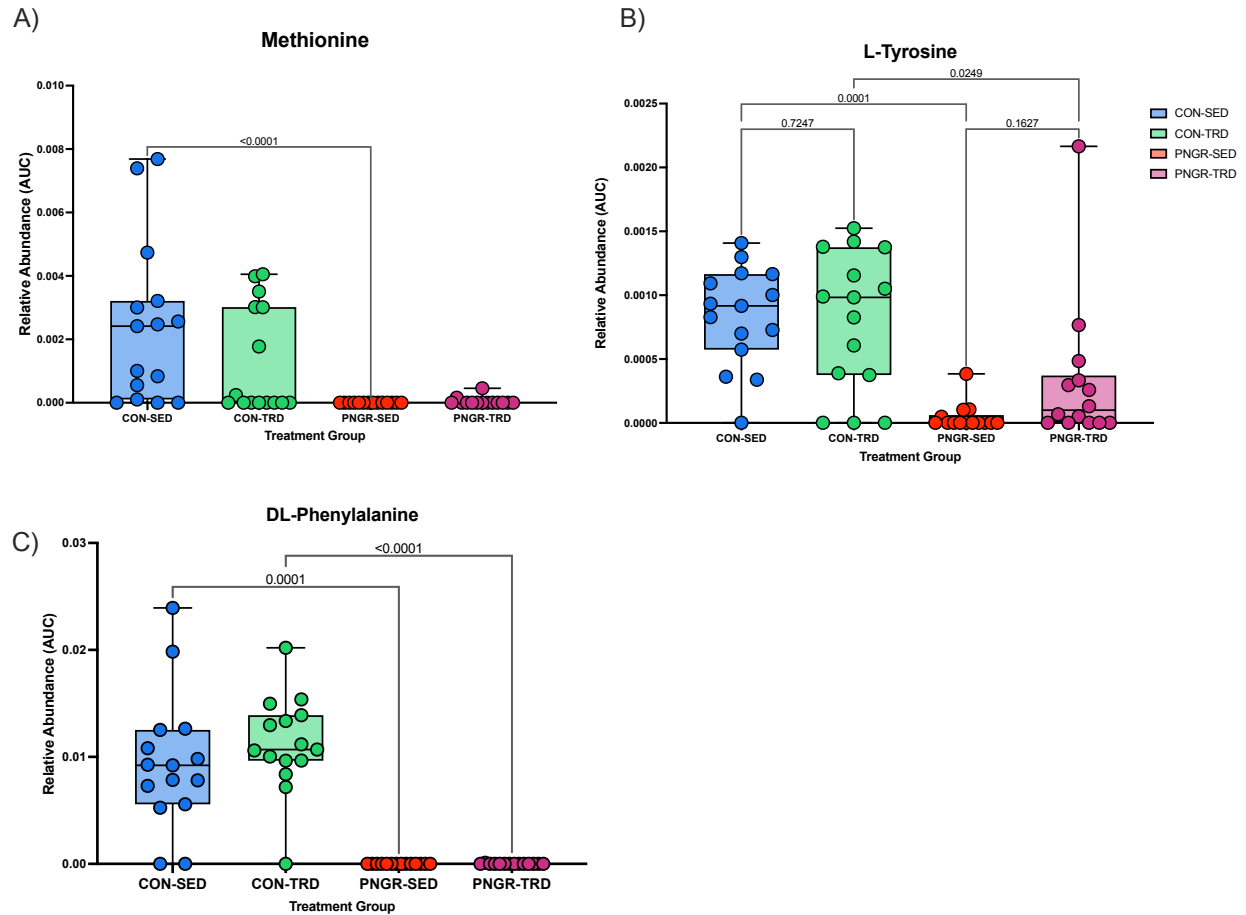 A)
Methionine
0.010
0.008
0.006
0.004
0.002
0.000
Relative Abundance (AUC)
<0.0001
CON-SED
CON-TRD
PNGR-SED
PNGR-TRD
Treatment Group
B)
L-Tyrosine
0.0025
0.0020
0.0015
0.0010
0.0005
0.0000
Relative Abundance (AUC)
0.0249
0.0001
0.7247
0.1627
CON-SED
CON-TRD
PNGR-SED
PNGR-TRD
Treatment Group
CON-SED
CON-TRD
PNGR-SED
PNGR-TRD
C)
DL-Phenylalanine
0.03
0.02
0.01
0.00
Relative Abundance (AUC)
<0.0001
0.0001
CON-SED
CON-TRD
PNGR-SED
PNGR-TRD
Treatment Group